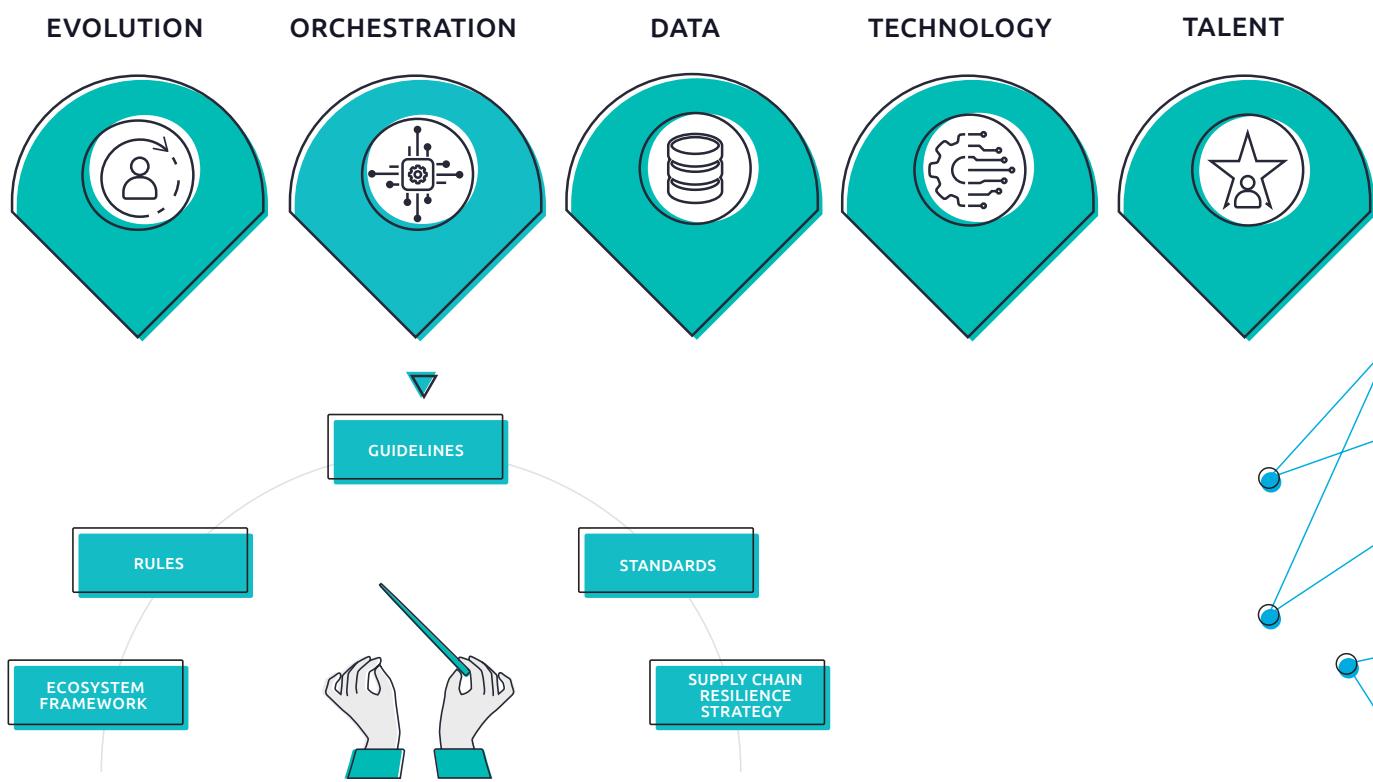 EVOLUTION
ORCHESTRATION
DATA
TECHNOLOGY
TALENT
GUIDELINES
RULES
STANDARDS
ECOSYSTEM
FRAMEWORK
SUPPLY CHAIN
RESILIENCE
STRATEGY